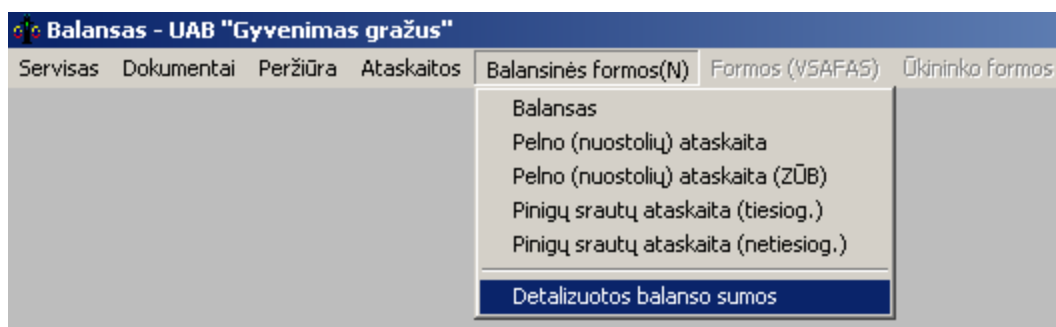 Balansas - UAB "Gyvenimas gražus"
Servisas Dokumentai Peržiūra Ataskaitos Balansinės formos(N) Formos (VSAFAS) Ūkininko formos
Balansas
Pelno (nuostolių) ataskaita
Pelno (nuostolių) ataskaita (ZŪB)
Pinigų srautų ataskaita (tiesiog.)
Pinigų srautų ataskaita (netiesiog.)
Detalizuotos balanso sumos